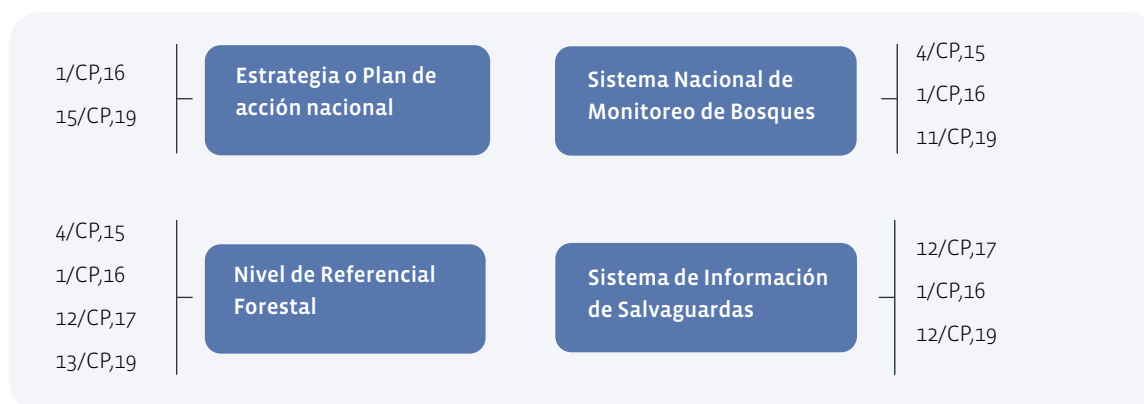 1/CP,16
15/CP,19
Estrategia o Plan de
acción nacional
Sistema Nacional de
Monitoreo de Bosques
4/CP,15
1/CP,16
11/CP,19
4/CP,15
1/CP,16
12/CP,17
13/CP,19
Nivel de Referencial
Forestal
Sistema de Información
de Salvaguardas
12/CP,17
1/CP,16
12/CP,19